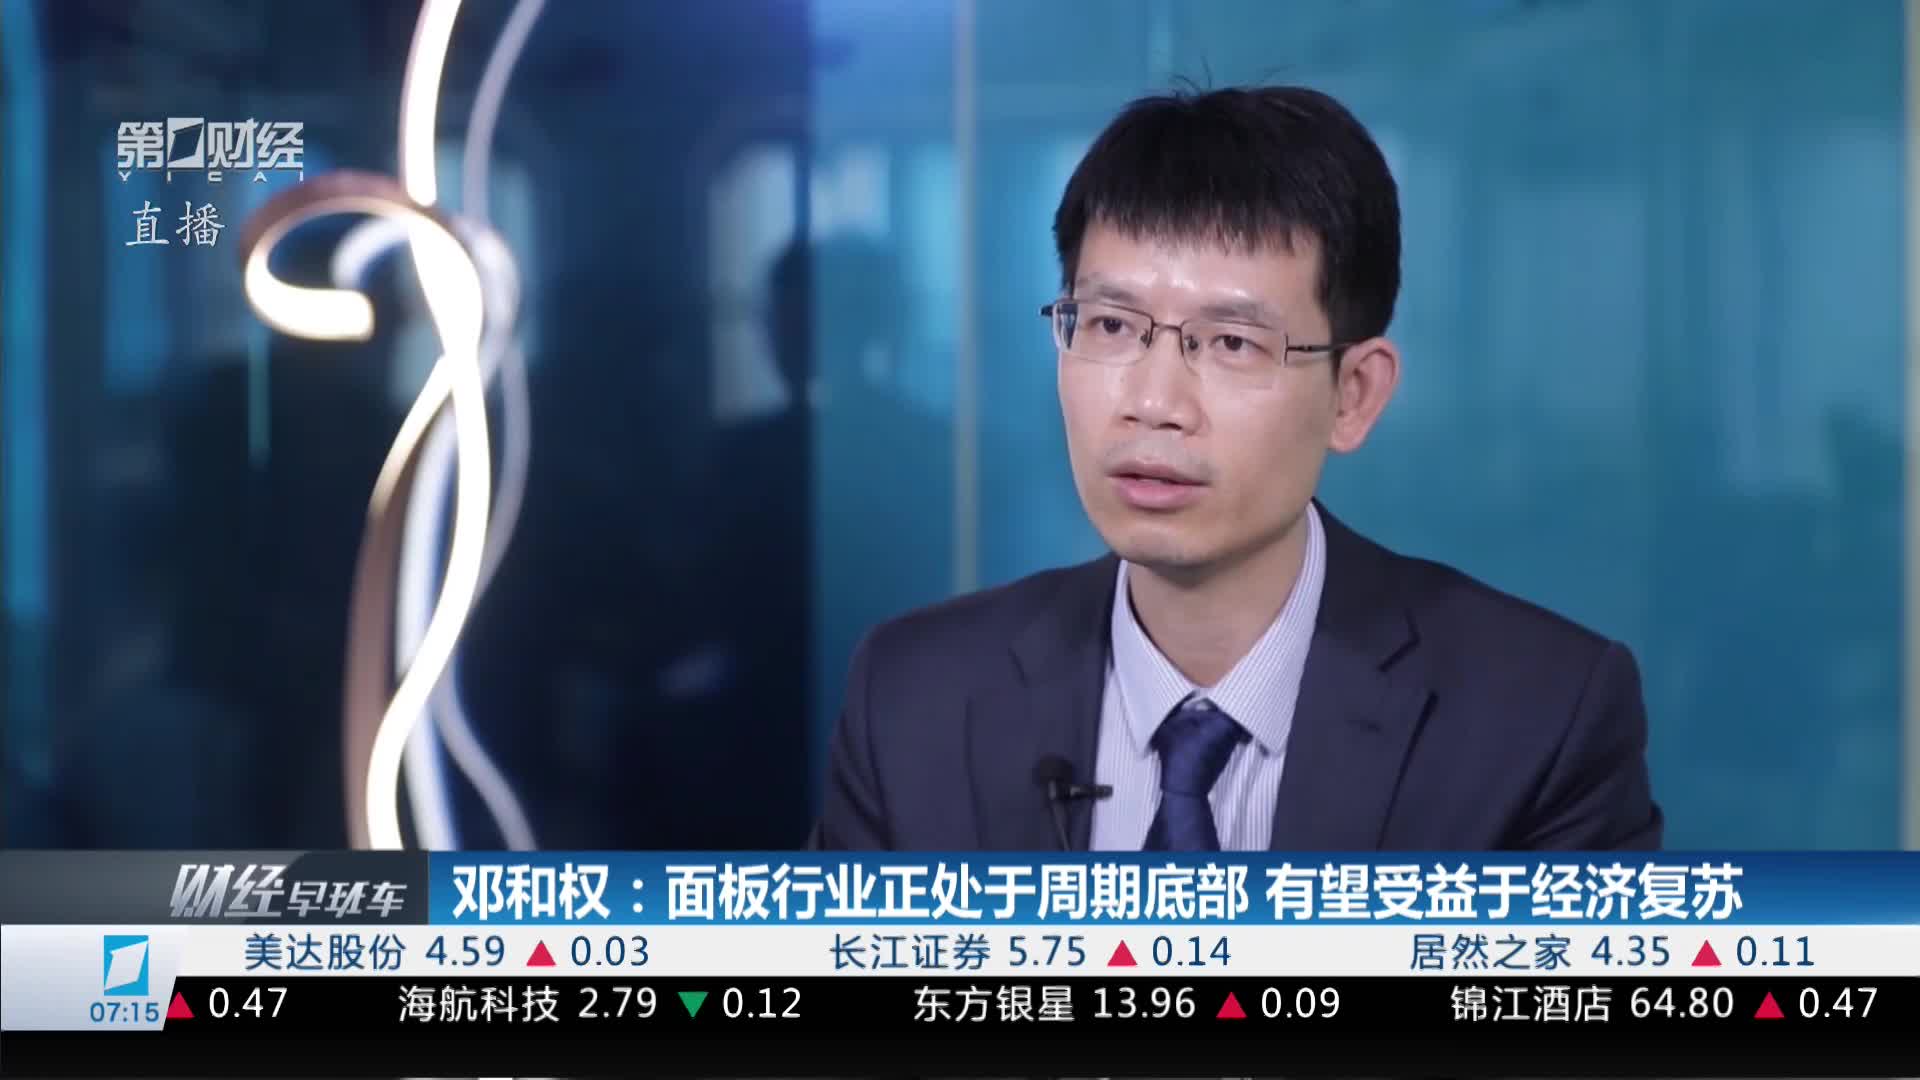 第一财经
YICAI
直播
财经早班车
邓和权：面板行业正处于周期底部 有望受益于经济复苏
美达股份 4.59 ▲ 0.03 长江证券 5.75 ▲ 0.14 居然之家 4.35 ▲ 0.11
07:15
▲ 0.47 海航科技 2.79 ▼ 0.12 东方银星 13.96 ▲ 0.09 锦江酒店 64.80 ▲ 0.47